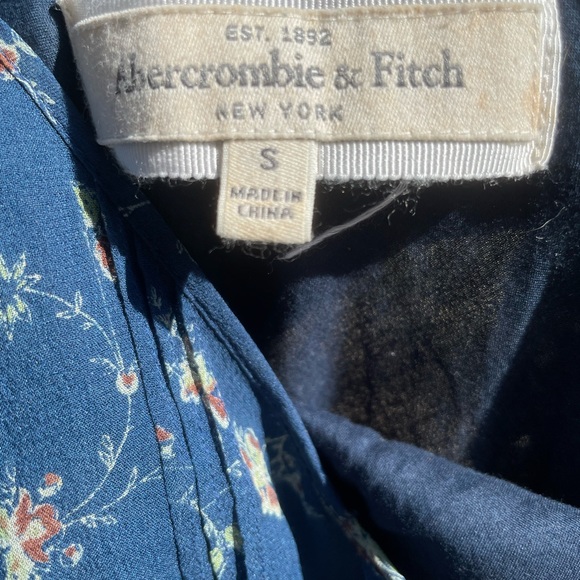 EST. 1892
Abercrombie & Fitch
NEW YORK
S
MADE IN
CHINA